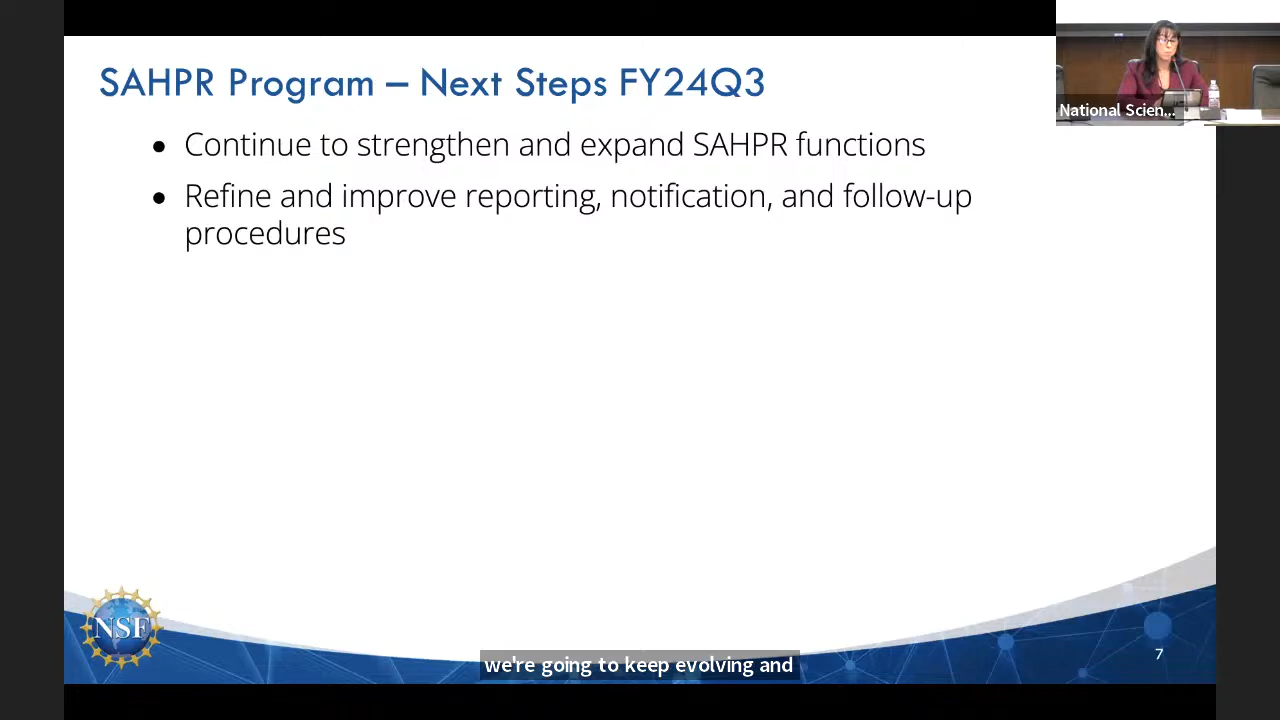 SAHPR Program – Next Steps FY24Q3
National Scien...
• Continue to strengthen and expand SAHPR functions
• Refine and improve reporting, notification, and follow-up
procedures
NSF
we're going to keep evolving and
7